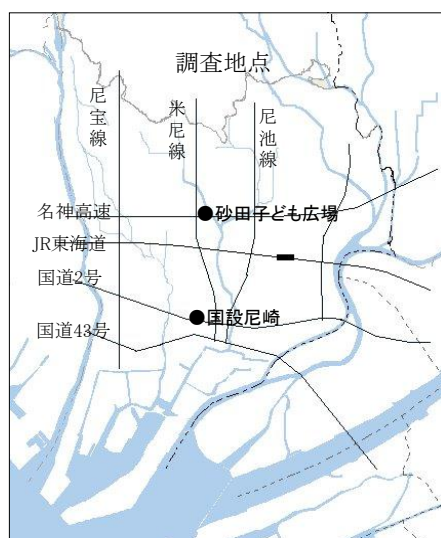 調査地点
尼宝線
米尼線
尼池線
名神高速
砂田子ども広場
JR東海道
国道2号
国設尼崎
国道43号